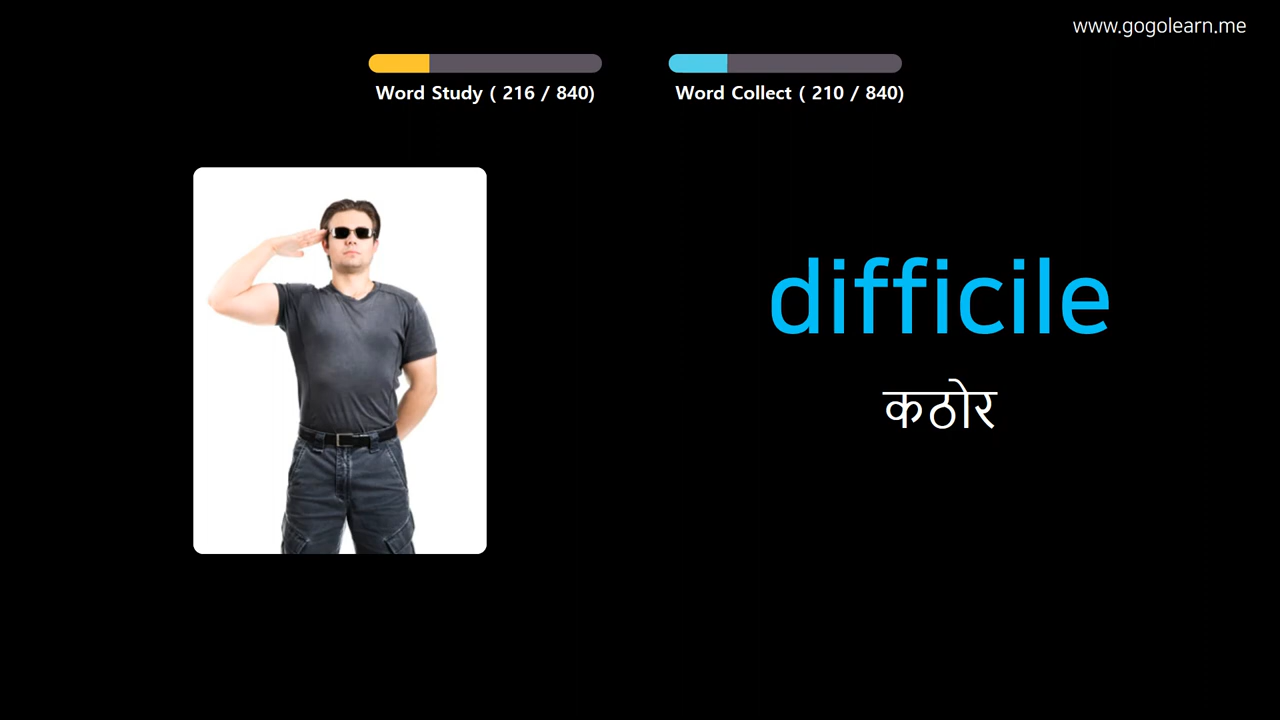 www.gogolearn.me
Word Study ( 216 / 840)
Word Collect ( 210 / 840)
difficile
कठोर